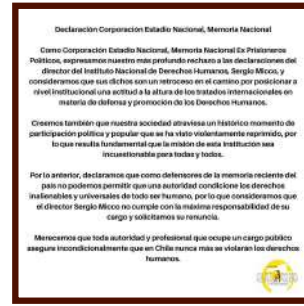 Declaración Corporación Estadio Nacional, Memoria Nacional
Como Corporación Estadio Nacional, Memoria Nacional Ex Prisioneros
Políticos, expresamos nuestro más profundo rechazo a las declaraciones del
director del Instituto Nacional de Derechos Humanos, Sergio Micco, y
consideramos que sus dichos son un retroceso en el camino por posicionar a
nivel institucional una actitud a la altura de los tratados internacionales en
materia de defensa y promoción de los Derechos Humanos.
Creemos también que nuestra sociedad atraviesa un histórico momento de
participación política y popular que se ha visto violentamente reprimido, por
lo que resulta fundamental que la misión de esta institución sea
incuestionable para todas y todos.
Por lo anterior, declaramos que como defensores de la memoria reciente del
país no podemos permitir que una autoridad condicione los derechos
inalienables y universales de todo ser humano, por lo que consideramos que
el director Sergio Micco no cumple con la máxima responsabilidad de su
cargo y solicitamos su renuncia.
Merecemos que toda autoridad y profesional que ocupe un cargo público
asegure incondicionalmente que en Chile nunca más se violarán los derechos
humanos.